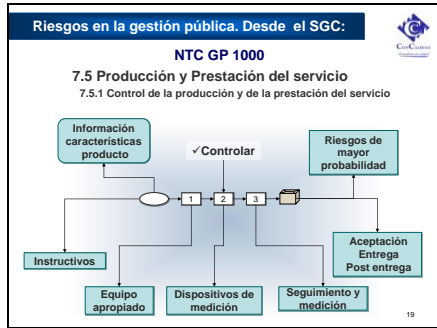 Riesgos en la gestión pública. Desde el SGC:
NTC GP 1000
7.5 Producción y Prestación del servicio
7.5.1 Control de la producción y de la prestación del servicio
Información
características
producto
✓Controlar
Riesgos de
mayor
probabilidad
1
2
3
Instructivos
Equipo
apropiado
Dispositivos de
medición
Seguimiento y
medición
Aceptación
Entrega
Post entrega
19